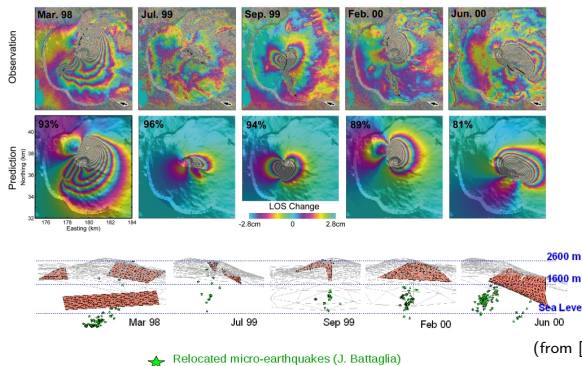 Mar. 98
Jul. 99
Sep. 99
Feb. 00
Jun. 00
Observation
93%
96%
94%
89%
81%
Prediction
Northing (km)
40
38
36
34
32
176 178 180 182 184
Easting (km)
LOS Change
-2.8cm 0 2.8cm
2600 m
1600 m
Sea Leve
Mar 98
Jul 99
Sep 99
Feb 00
Jun 00
(from [
Relocated micro-earthquakes (J. Battaglia)